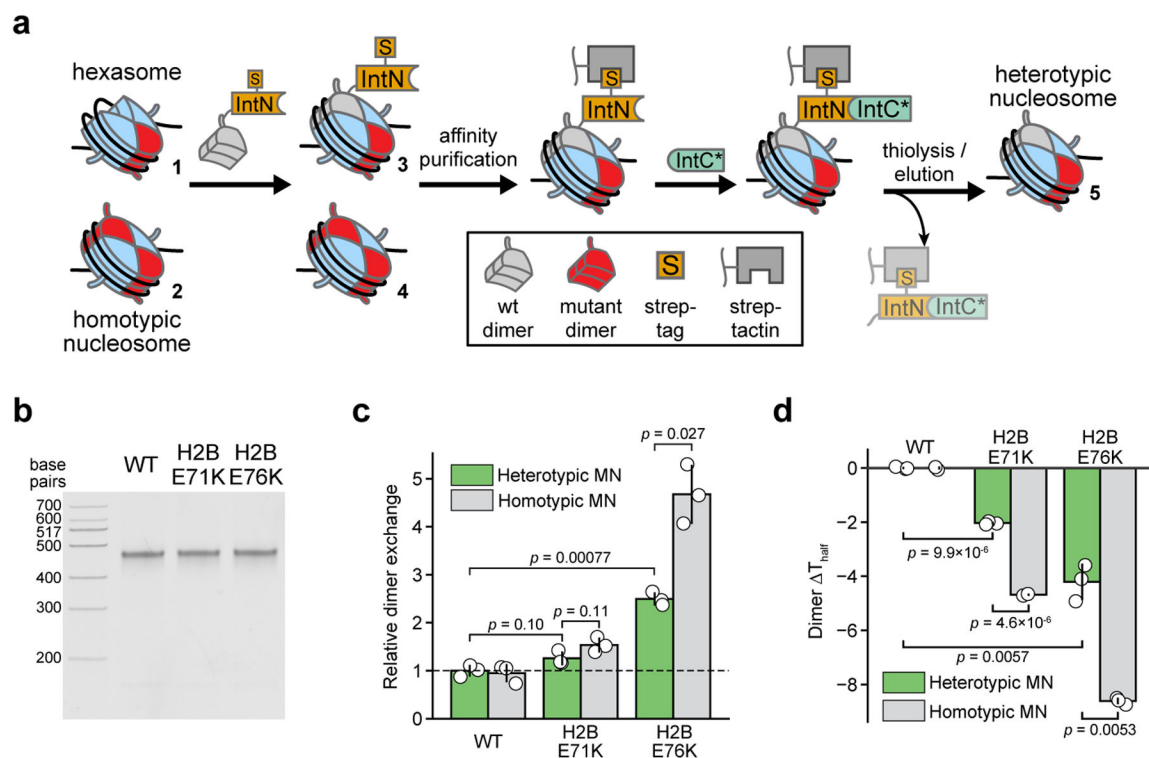 a
hexasome
1
2
homotypic
nucleosome
S
IntN
S
IntN
3
4
affinity
purification
S
IntN
IntC*
S
IntN
IntC*
thiolysis /
elution
S
IntN
IntC*
heterotypic
nucleosome
5
wt
dimer
mutant
dimer
S
strep-
tag
strep-
tactin
b
base
pairs
WT
H2B
E71K
H2B
E76K
700
600
517
500
400
300
200
c
Relative dimer exchange
5
4
3
2
1
0
Heterotypic MN
Homotypic MN
p = 0.027
p = 0.00077
p = 0.10
p = 0.11
WT
H2B
E71K
H2B
E76K
d
Dimer ΔT half
0
−2
−4
−6
−8
WT
H2B
E71K
H2B
E76K
p = 9.9×10-6
p = 4.6×10-6
p = 0.0057
Heterotypic MN
Homotypic MN
p = 0.0053